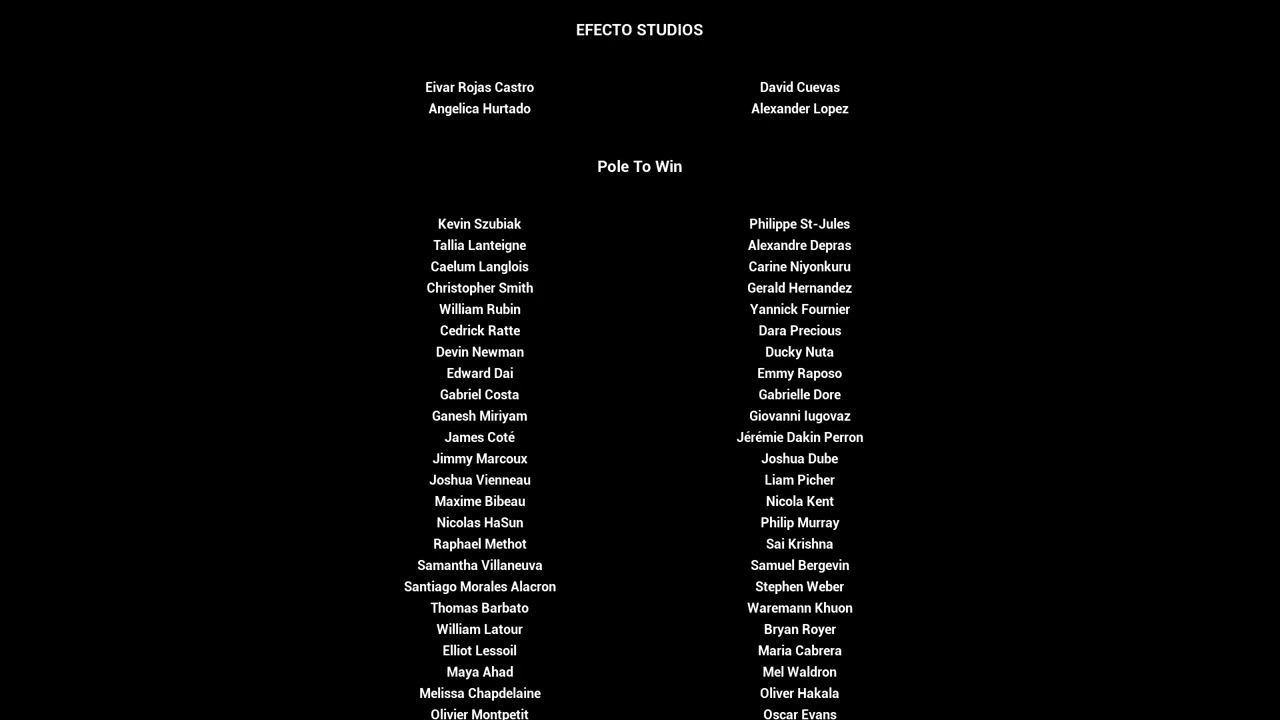 EFECTO STUDIOS
Eivar Rojas Castro David Cuevas
Angelica Hurtado Alexander Lopez
Pole To Win
Kevin Szubiak Philippe St-Jules
Tallia Lanteigne Alexandre Depras
Caelum Langlois Carine Niyonkuru
Christopher Smith Gerald Hernandez
William Rubin Yannick Fournier
Cedrick Ratte Dara Precious
Devin Newman Ducky Nuta
Edward Dai Emmy Raposo
Gabriel Costa Gabrielle Dore
Ganesh Miriyam Giovanni Iugovaz
James Coté Jérémie Dakin Perron
Jimmy Marcoux Joshua Dube
Joshua Vienneau Liam Picher
Maxime Bibeau Nicola Kent
Nicolas HaSun Philip Murray
Raphael Methot Sai Krishna
Samantha Villaneuva Samuel Bergevin
Santiago Morales Alacron Stephen Weber
Thomas Barbato Waremann Khuon
William Latour Bryan Royer
Elliot Lessoil Maria Cabrera
Maya Ahad Mel Waldron
Melissa Chapdelaine Oliver Hakala
Olivier Montpetit Oscar Evans